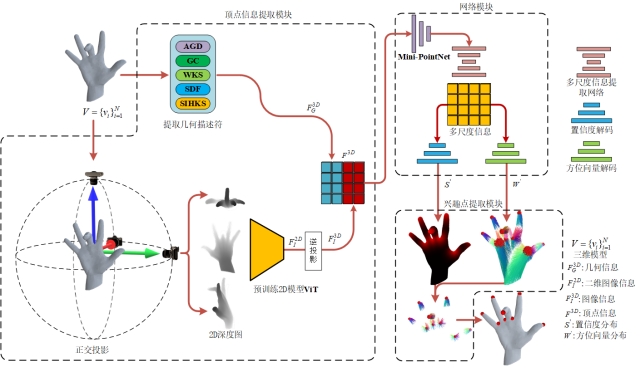 顶点信息提取模块
网络模块
AGD
GC
WKS
SDF
SIHKS
提取几何描述符
V = {v_i}_{i=1}^N
F_G^{3D}
F^{3D}
正交投影
2D深度图
预训练2D模型ViT
F_I^{2D}
逆投影
F_I^{3D}
Mini-PointNet
多尺度信息
S'
W'
多尺度信息提取网络
置信度解码
方位向量解码
兴趣点提取模块
V = {v_i}_{i=1}^N
三维模型
F_G^{3D}:几何信息
F_I^{2D}:二维图像信息
F_I^{3D}:图像信息
F^{3D}:顶点信息
S':置信度分布
W':方位向量分布